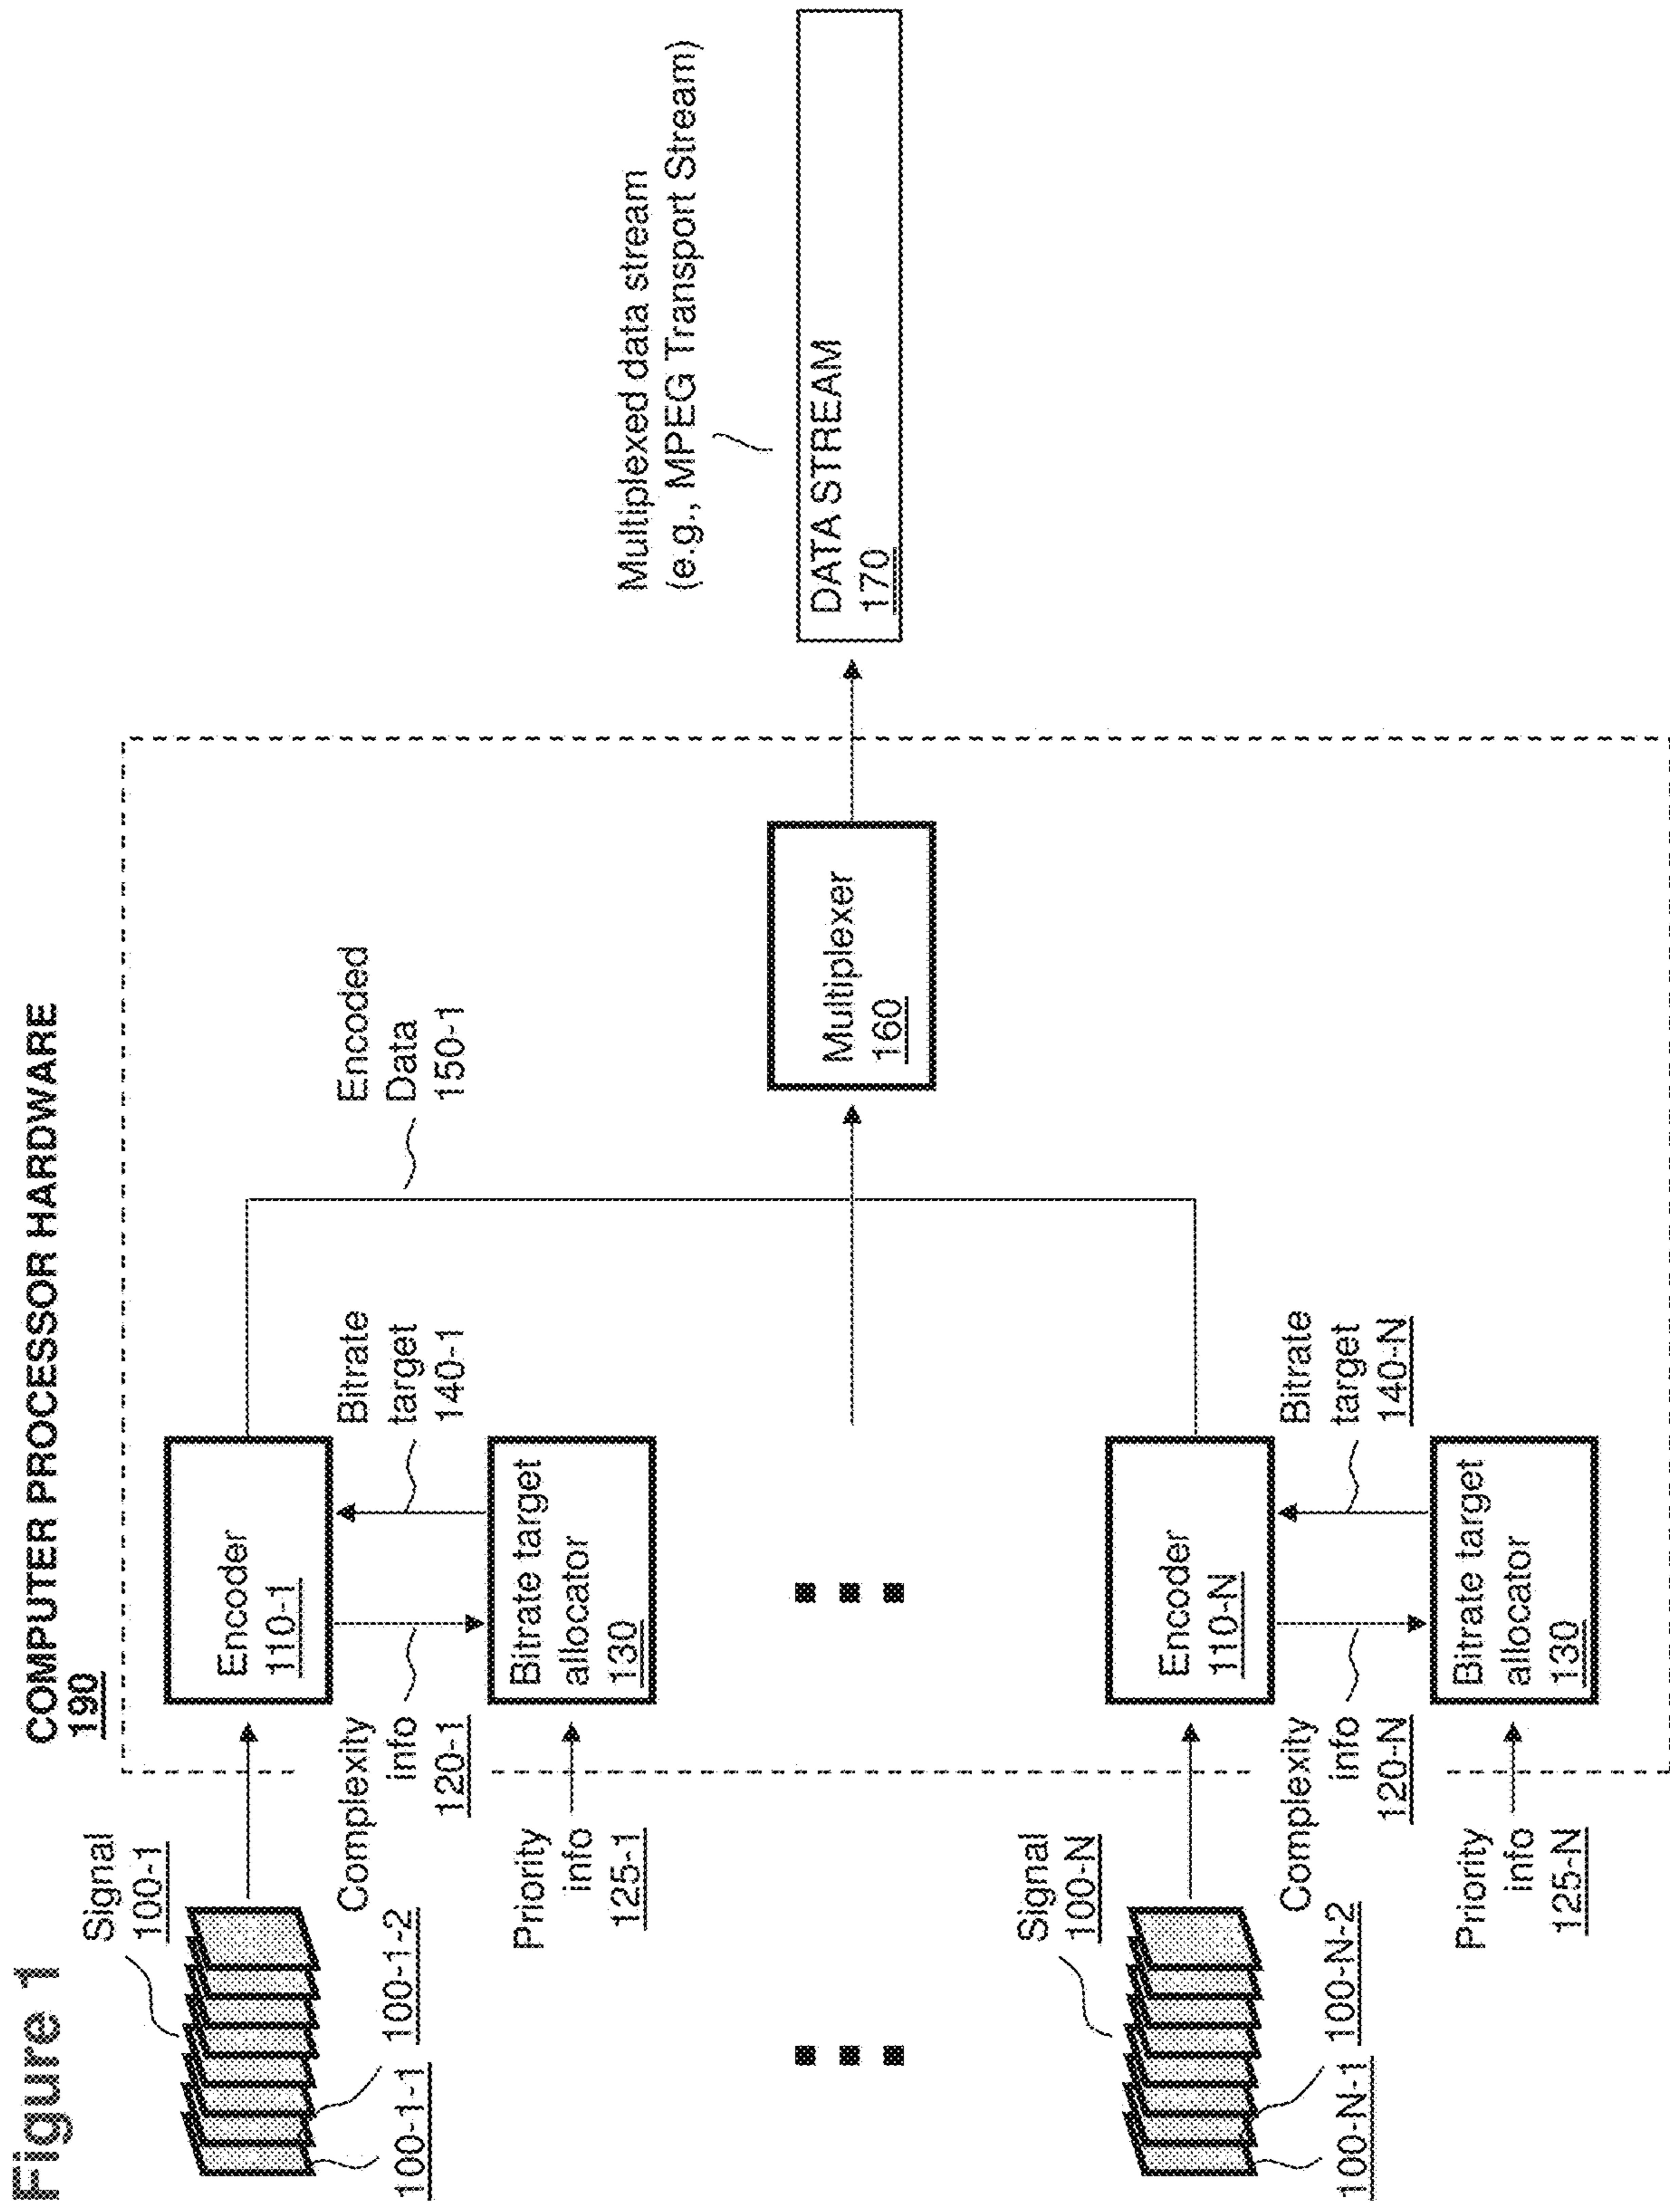 Figure 1
COMPUTER PROCESSOR HARDWARE
190
Signal
100-1
100-1-1
100-1-2
Encoder
110-1
Complexity
info
120-1
Bitrate
target
140-1
Encoded
Data
150-1
Priority
info
125-1
Bitrate target
allocator
130
Multiplexer
160
Multiplexed data stream
(e.g., MPEG Transport Stream)
DATA STREAM
170
Signal
100-N
100-N-1
100-N-2
Encoder
110-N
Complexity
info
120-N
Bitrate
target
140-N
Priority
info
125-N
Bitrate target
allocator
130